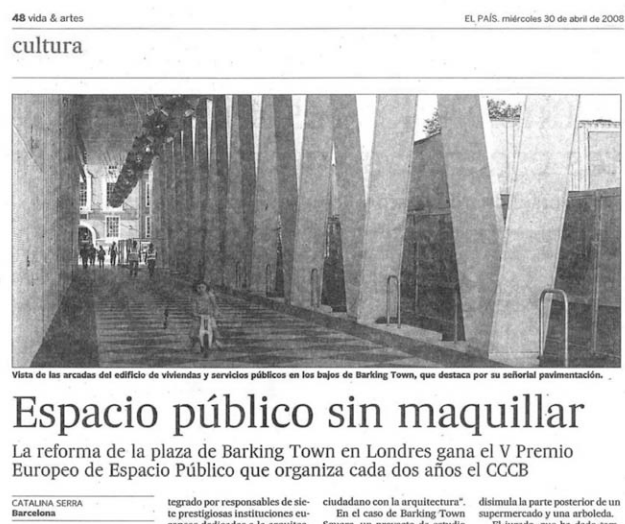 48 vida & artes
EL PAÍS. miércoles 30 de abril de 2008
cultura
Vista de las arcadas del edificio de viviendas y servicios públicos en los bajos de Barking Town, que destaca por su señorial pavimentación.
Espacio público sin maquillar
La reforma de la plaza de Barking Town en Londres gana el V Premio
Europeo de Espacio Público que organiza cada dos años el CCCB
CATALINA SERRA
Barcelona
tegrado por responsables de sie-
te prestigiosas instituciones eu-
ciudadano con la arquitectura".
En el caso de Barking Town
disimula la parte posterior de un
supermercado y una arboleda.